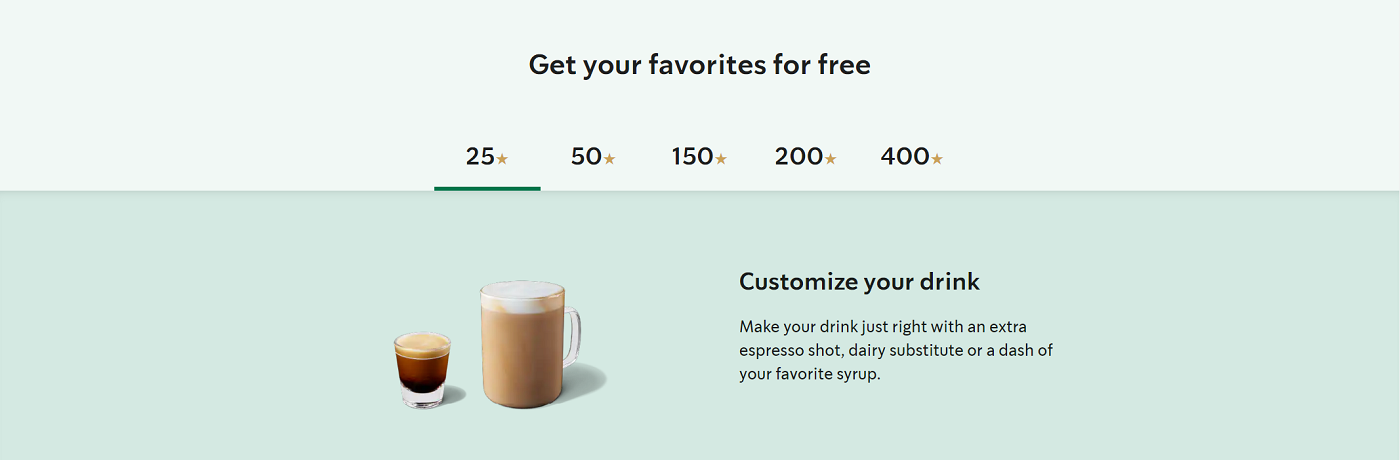 Get your favorites for free
25★ 50★ 150★ 200★ 400★
Customize your drink
Make your drink just right with an extra
espresso shot, dairy substitute or a dash of
your favorite syrup.